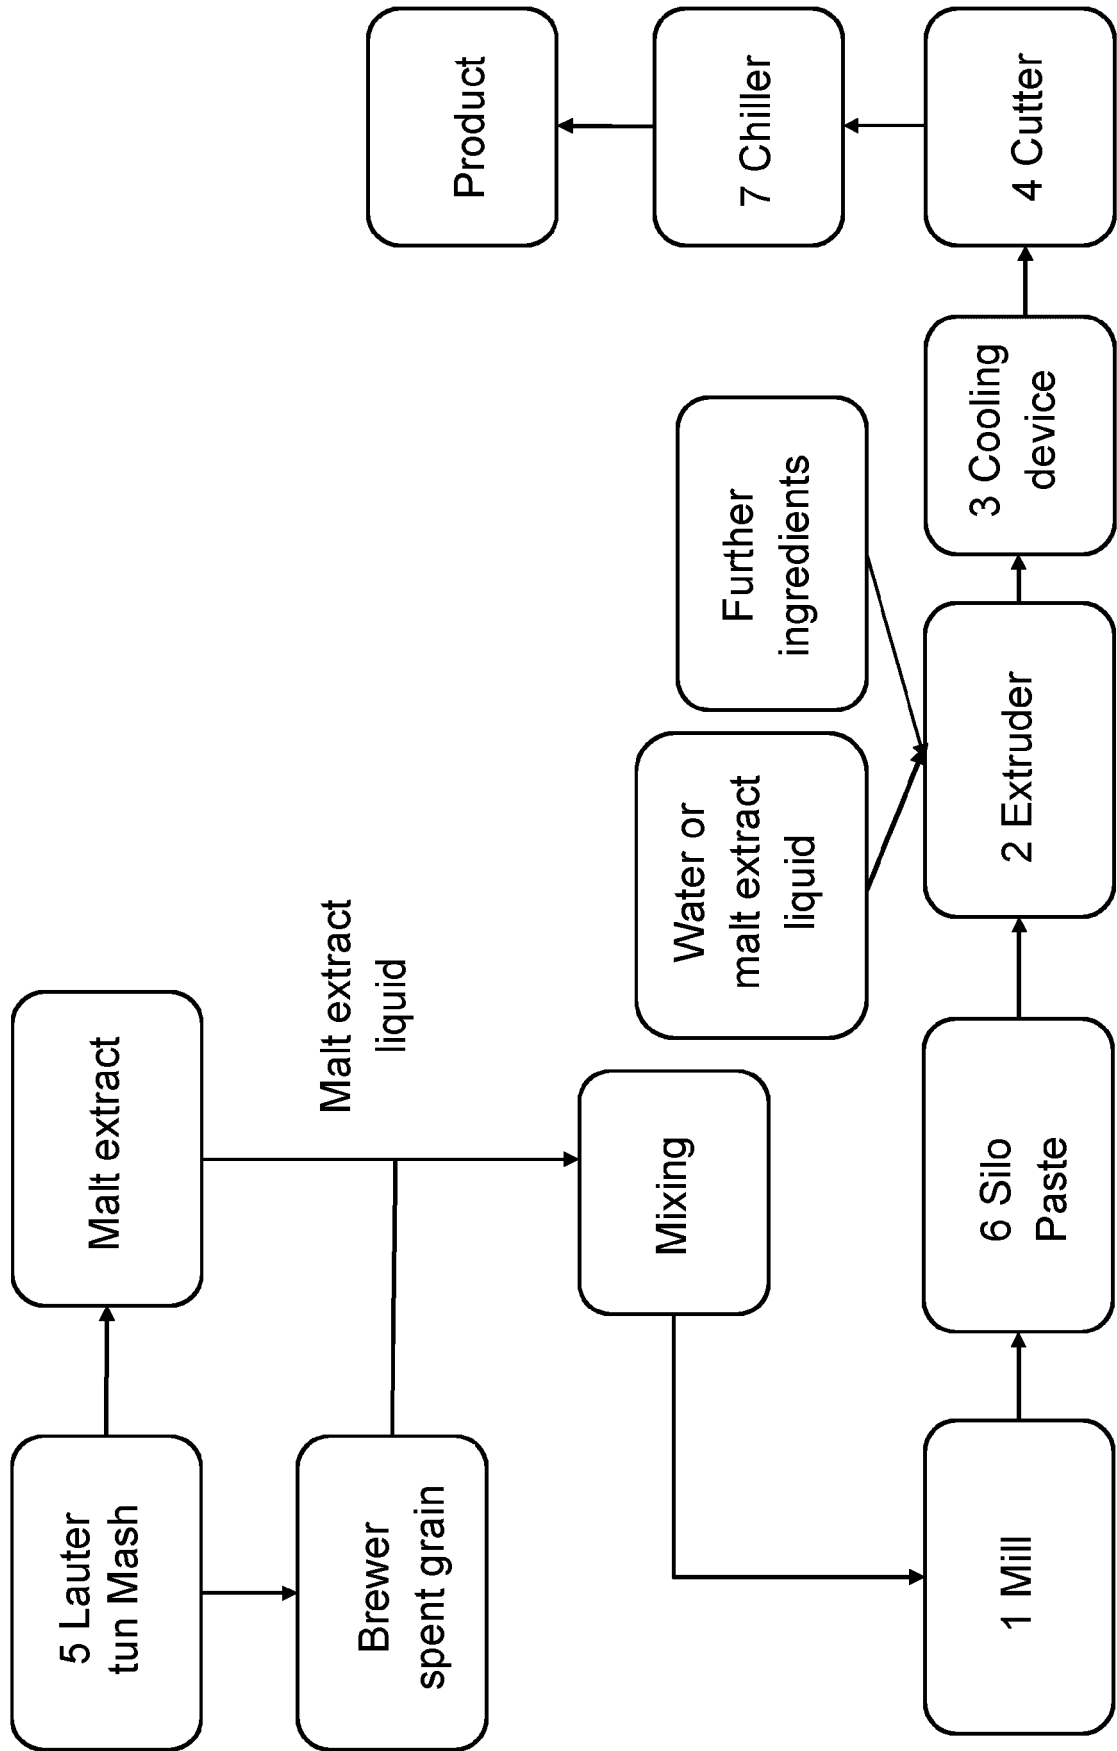 5 Lauter
tun Mash
Malt extract
Brewer
spent grain
Malt extract
liquid
Mixing
1 Mill
6 Silo
Paste
Water or
malt extract
liquid
Further
ingredients
2 Extruder
3 Cooling
device
4 Cutter
7 Chiller
Product